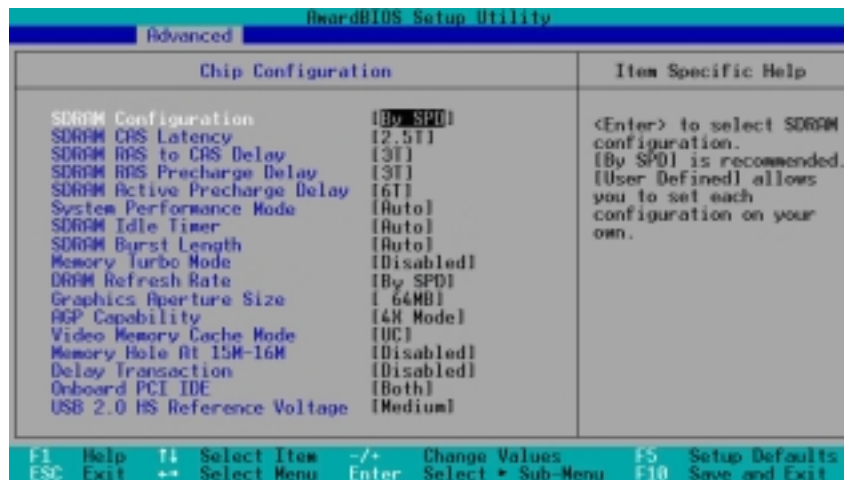 AwardBIOS Setup Utility
Advanced
Chip Configuration
Item Specific Help
SDRAM Configuration [By SPD]
SDRAM CAS Latency [2.5T]
SDRAM RAS to CAS Delay [3T]
SDRAM RAS Precharge Delay [3T]
SDRAM Active Precharge Delay [6T]
System Performance Mode [Auto]
SDRAM Idle Timer [Auto]
SDRAM Burst Length [Auto]
Memory Turbo Mode [Disabled]
DRAM Refresh Rate [By SPD]
Graphics Aperture Size [ 64MB]
AGP Capability [4X Mode]
Video Memory Cache Mode [UC]
Memory Hole At 15M-16M [Disabled]
Delay Transaction [Disabled]
Onboard PCI IDE [Both]
USB 2.0 HS Reference Voltage [Medium]
<Enter> to select SDRAM
configuration.
[By SPD] is recommended.
[User Defined] allows
you to set each
configuration on your
own.
F1 Help ↑↓ Select Item -/+ Change Values F5 Setup Defaults
ESC Exit ←→ Select Menu Enter Select ► Sub-Menu F10 Save and Exit